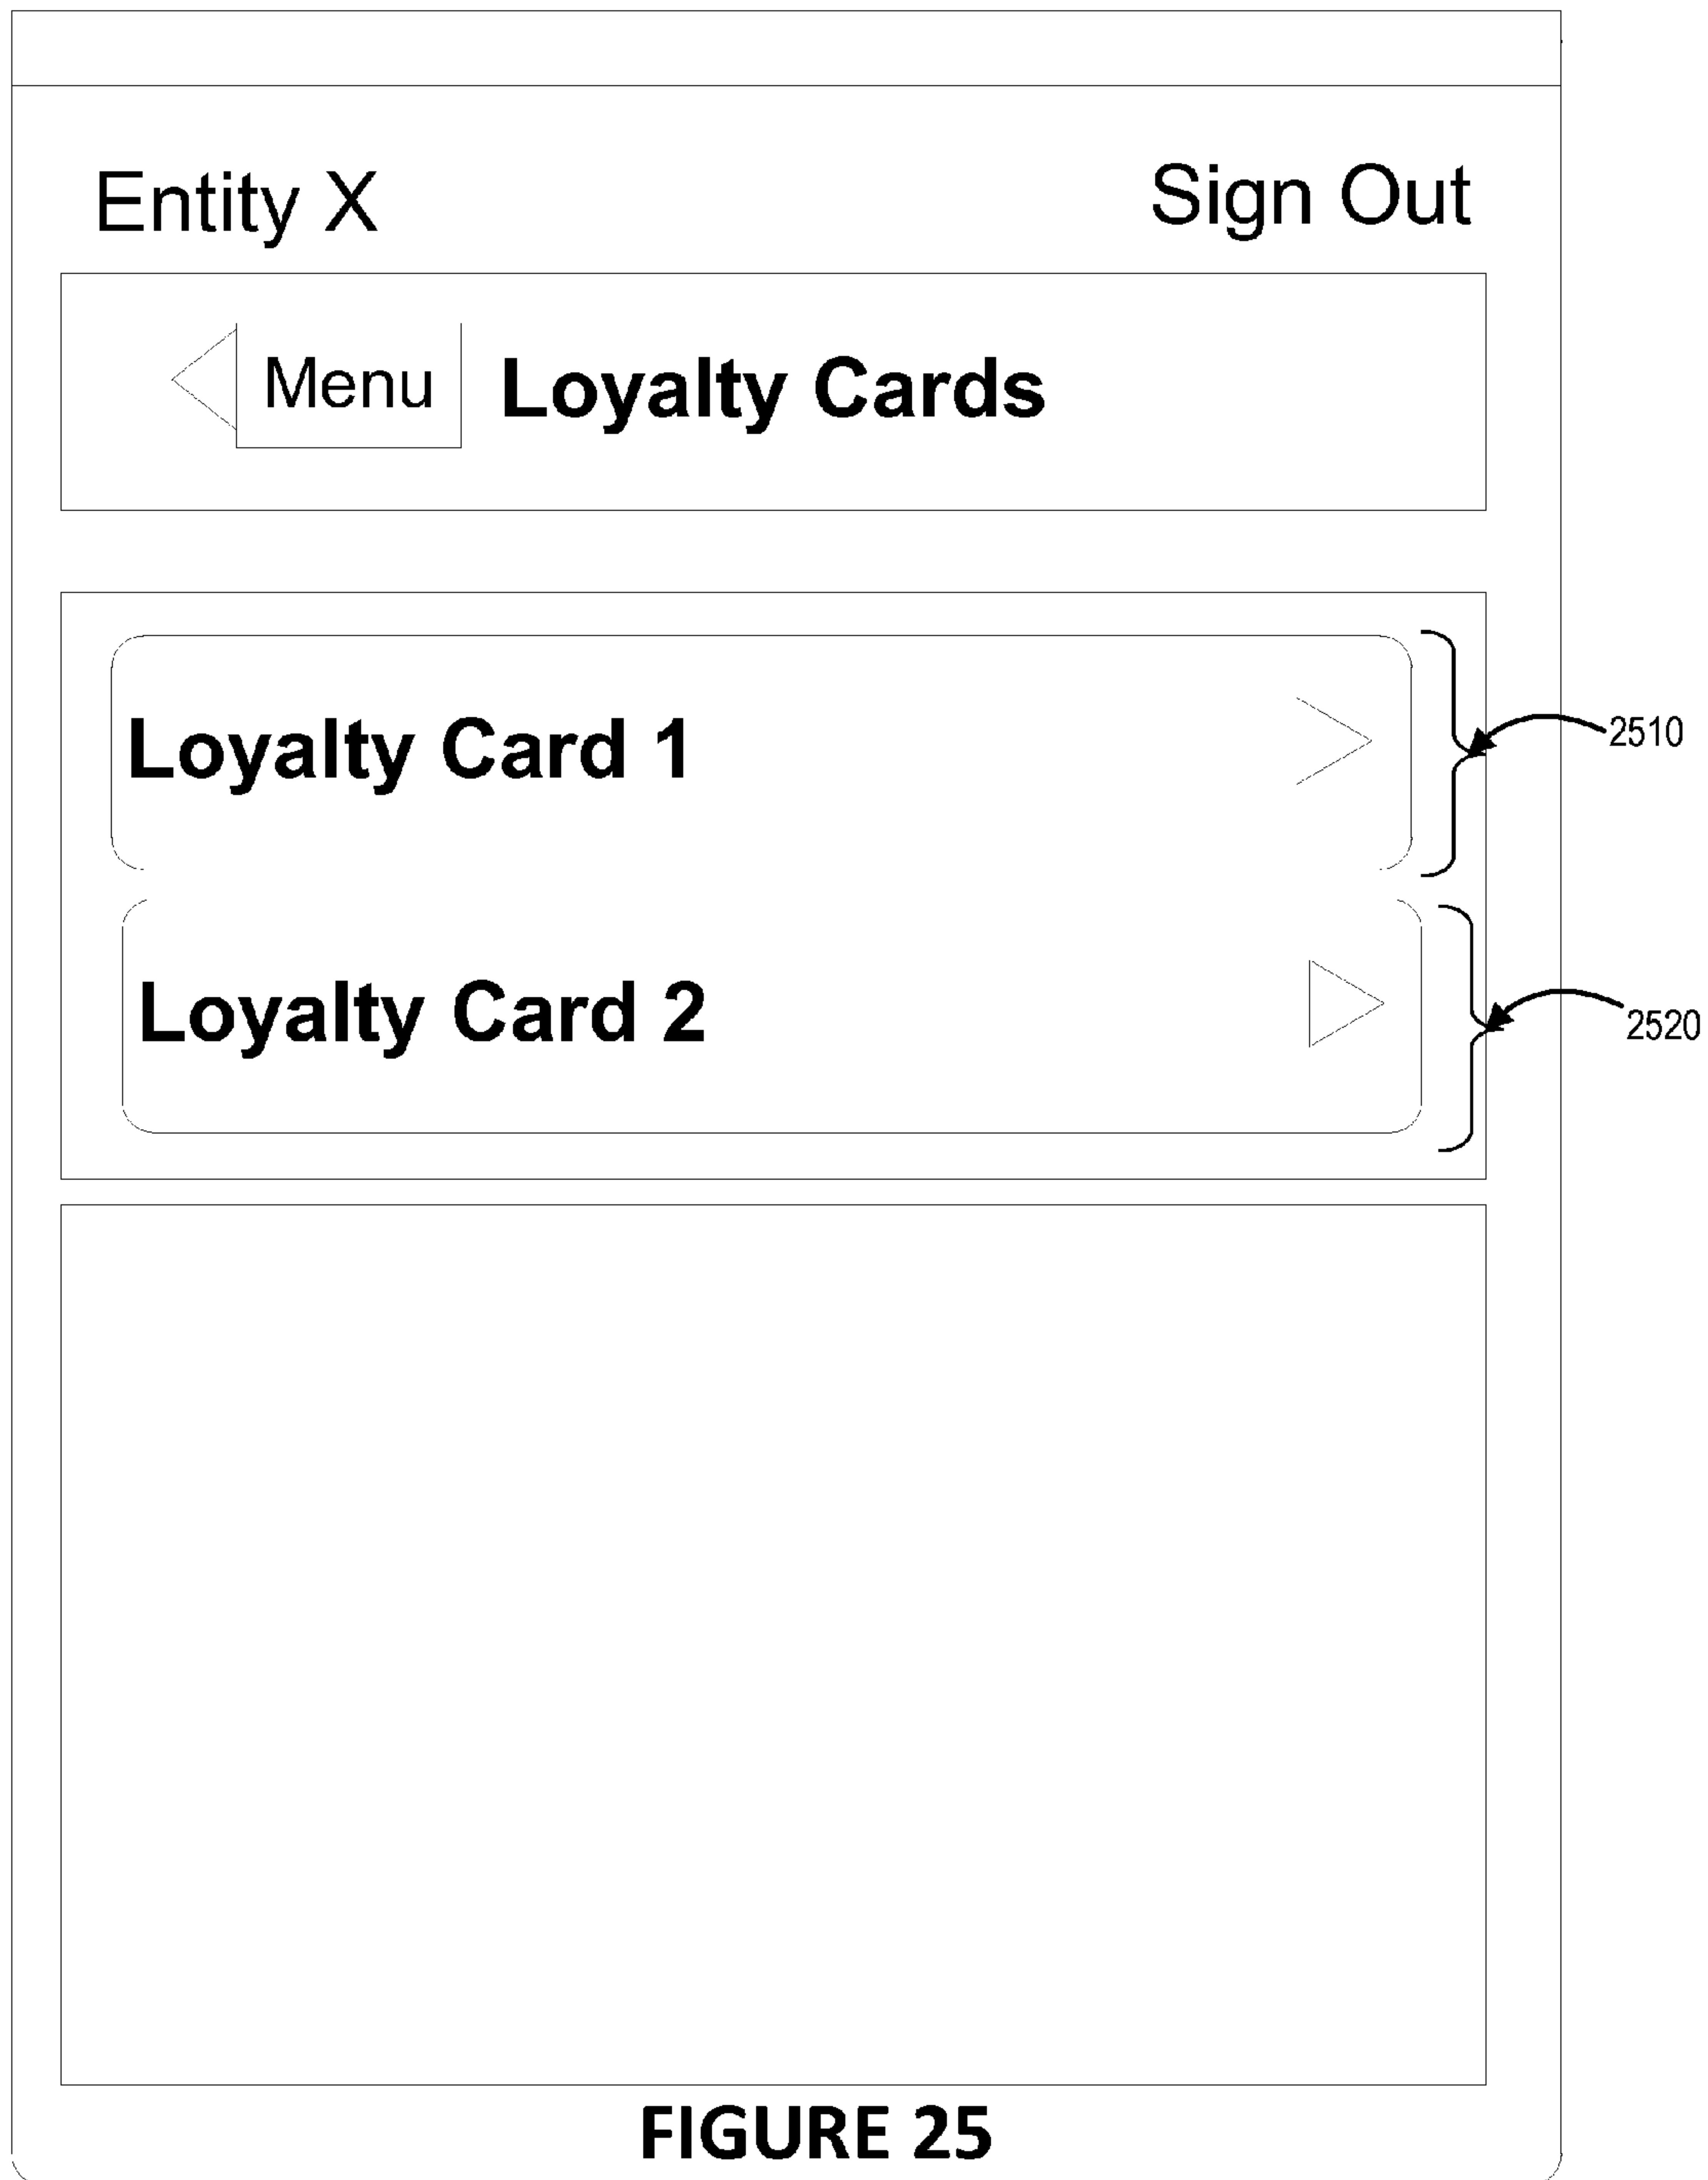 Entity X Sign Out
Menu Loyalty Cards
Loyalty Card 1
2510
Loyalty Card 2
2520
FIGURE 25